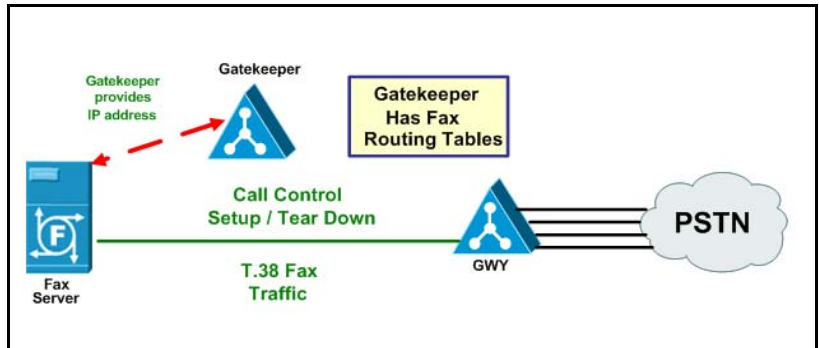 Gatekeeper
provides
IP address
Gatekeeper
Gatekeeper
Has Fax
Routing Tables
Call Control
Setup / Tear Down
F
Fax
Server
T.38 Fax
Traffic
GWY
PSTN